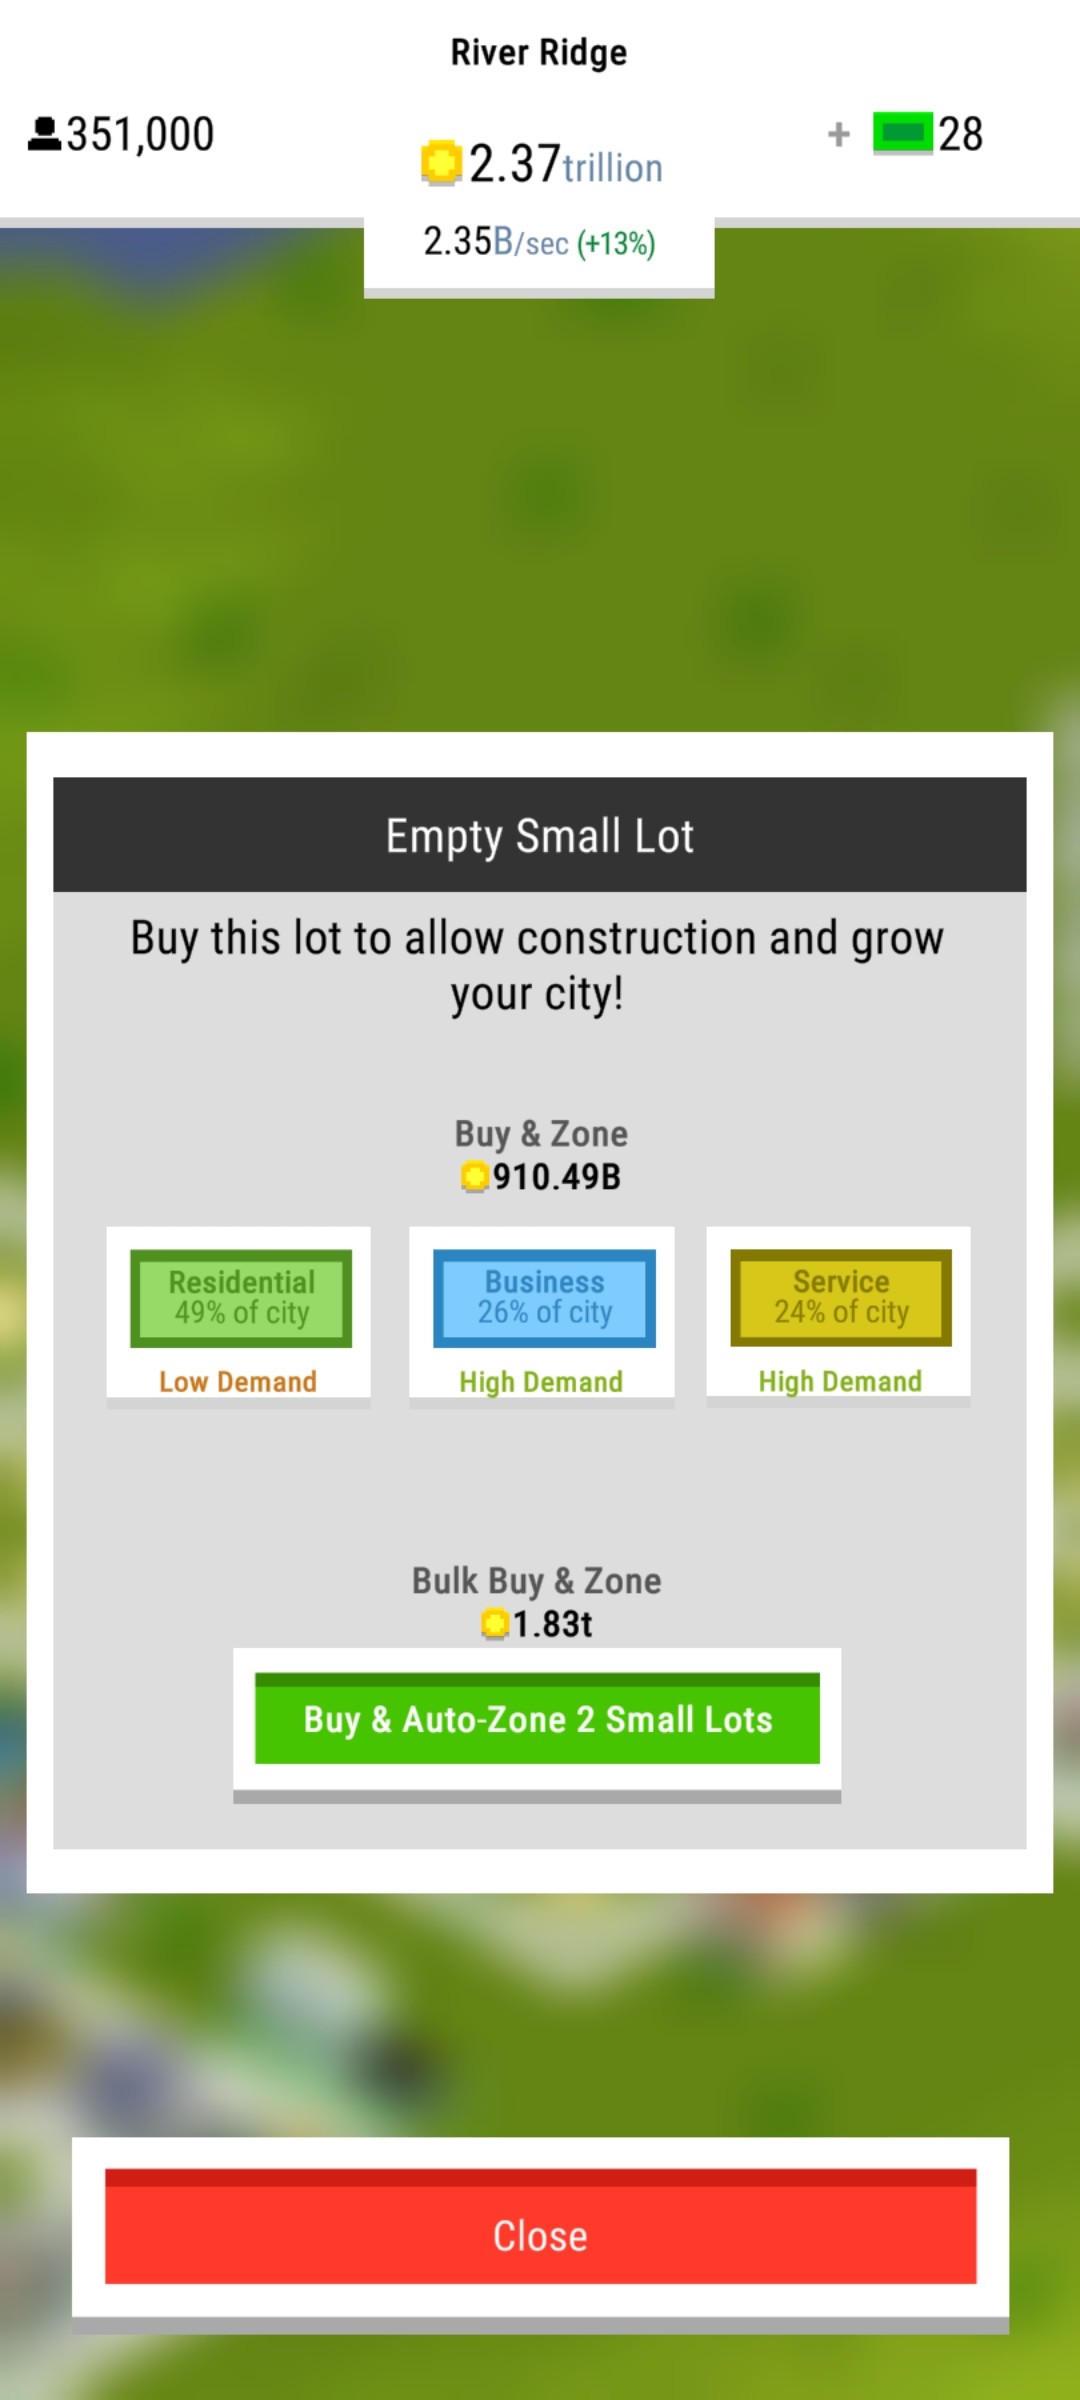 River Ridge
351,000
2.37trillion
+ 28
2.35B/sec (+13%)
Empty Small Lot
Buy this lot to allow construction and grow
your city!
Buy & Zone
910.49B
Residential
49% of city
Low Demand
Business
26% of city
High Demand
Service
24% of city
High Demand
Bulk Buy & Zone
1.83t
Buy & Auto-Zone 2 Small Lots
Close